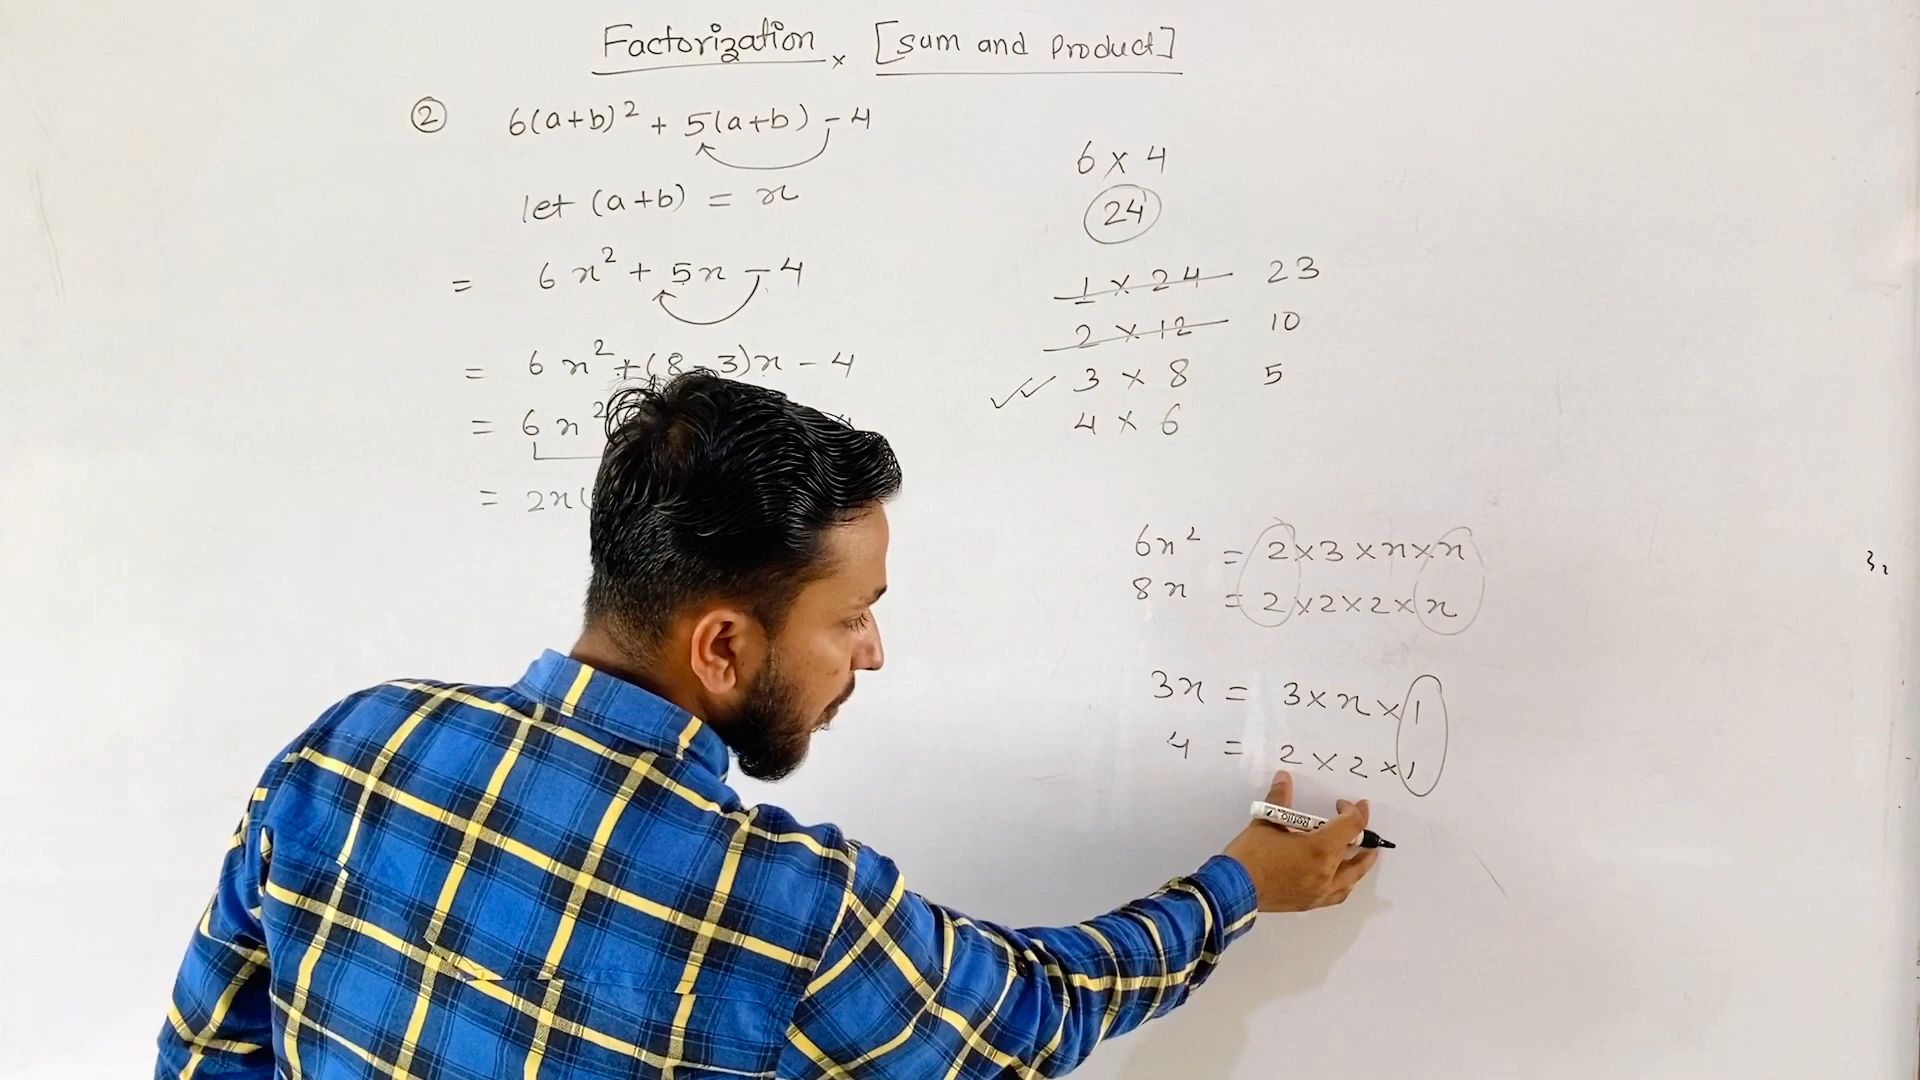 Factorization × [sum and product]
② 6(a+b)² + 5(a+b) - 4
let (a+b) = x
= 6x² + 5x - 4
= 6x² + (8-3)x - 4
= 6x²
= 2x(
6 × 4
24
1 × 24 23
2 × 12 10
✓✓ 3 × 8 5
4 × 6
6x² = 2×3×x×x
8x = 2×2×2×x
3x = 3×x×1
4 = 2×2×1
Refilo